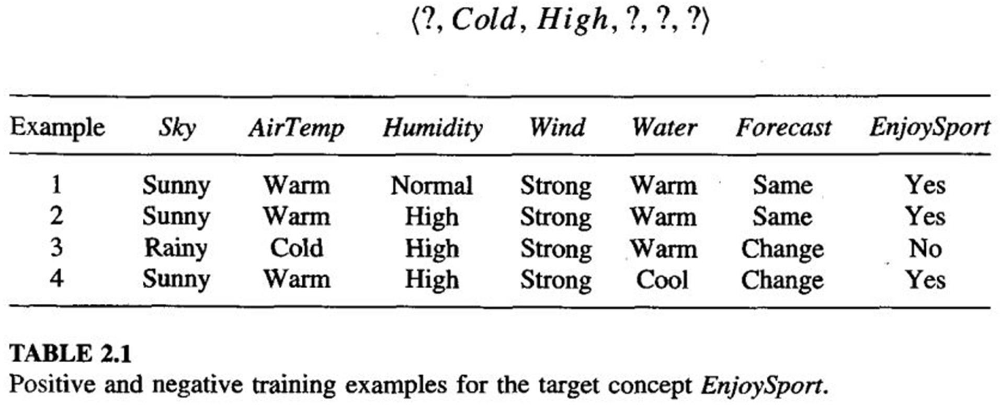 ⟨?, Cold, High, ?, ?, ?⟩
Example Sky AirTemp Humidity Wind Water Forecast EnjoySport
1 Sunny Warm Normal Strong Warm Same Yes
2 Sunny Warm High Strong Warm Same Yes
3 Rainy Cold High Strong Warm Change No
4 Sunny Warm High Strong Cool Change Yes
TABLE 2.1
Positive and negative training examples for the target concept EnjoySport.